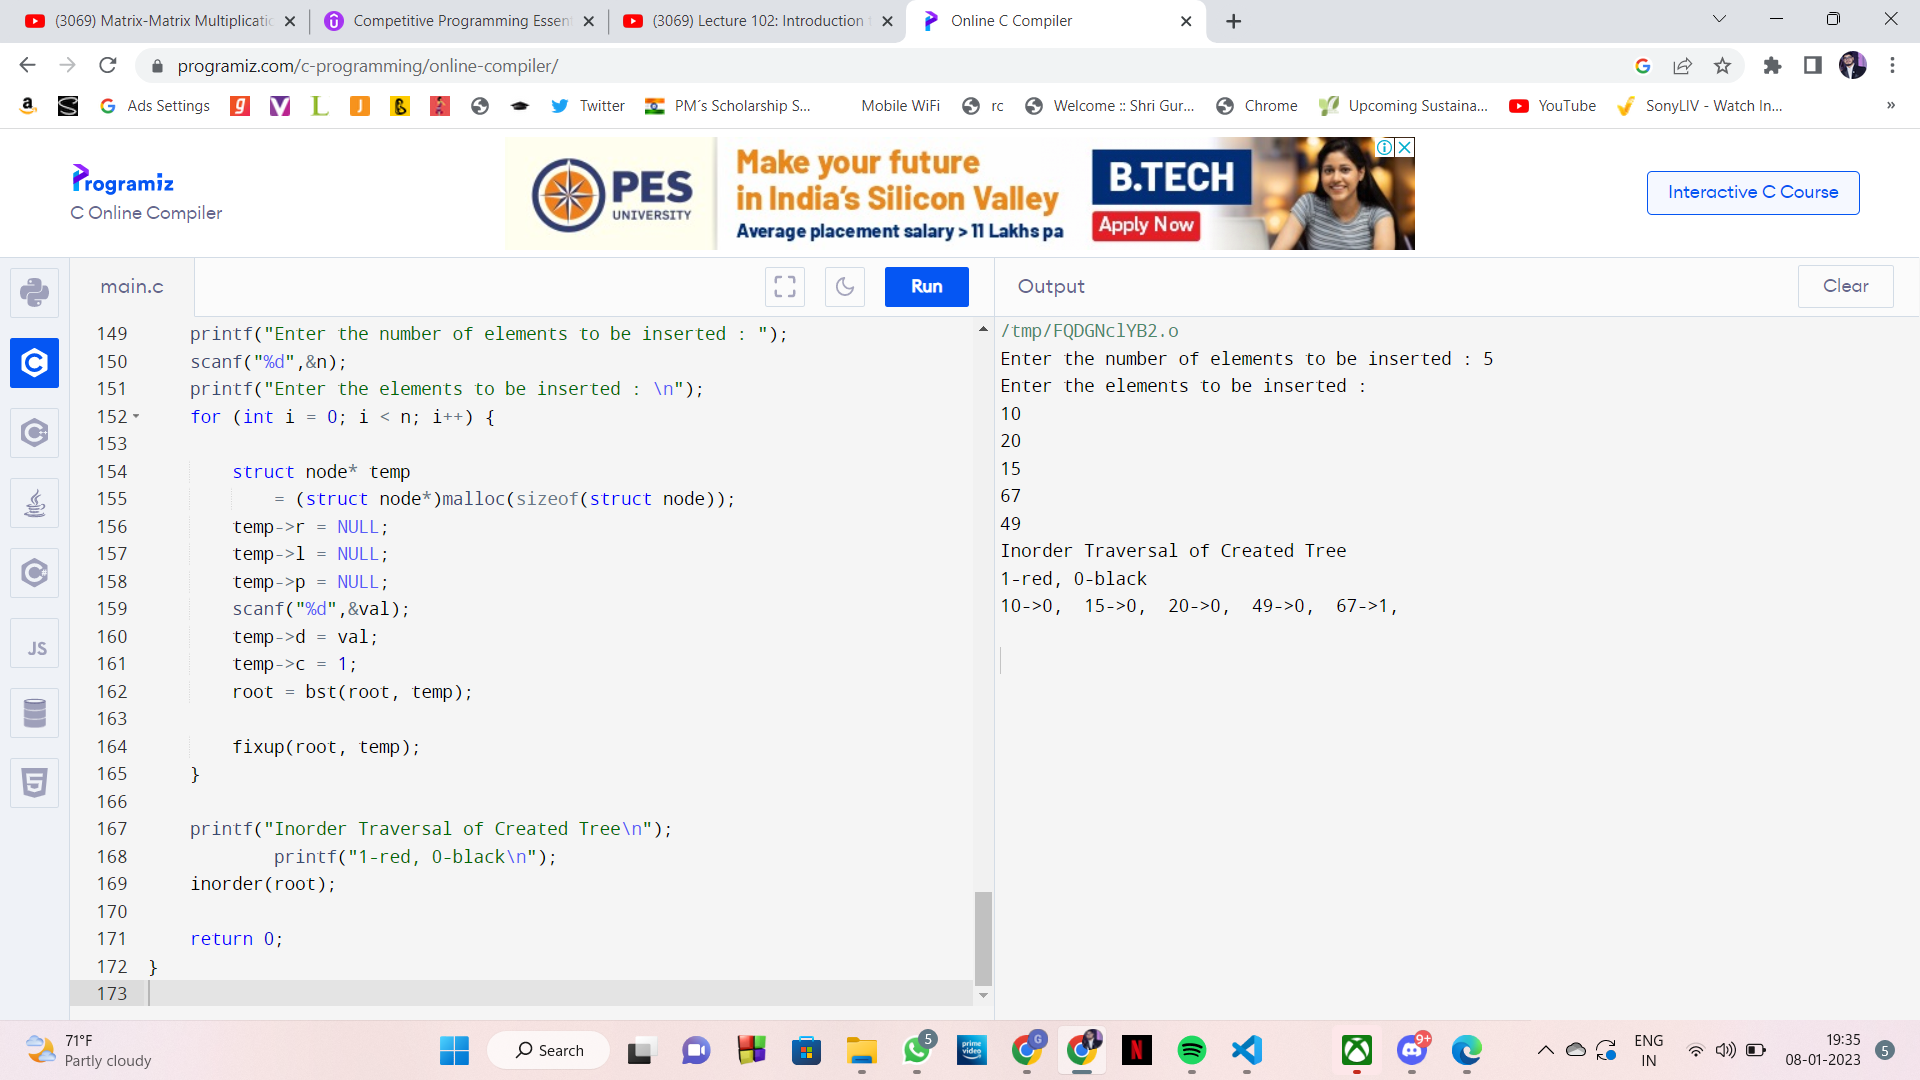 (3069) Matrix-Matrix Multiplicatio
Competitive Programming Essen
(3069) Lecture 102: Introduction t
Online C Compiler
programiz.com/c-programming/online-compiler/
Ads Settings
Twitter
PM´s Scholarship S...
Mobile WiFi
rc
Welcome :: Shri Gur...
Chrome
Upcoming Sustaina...
YouTube
SonyLIV - Watch In...
»
Programiz
C Online Compiler
PES
UNIVERSITY
Make your future
in India's Silicon Valley
Average placement salary > 11 Lakhs pa
B.TECH
Apply Now
Interactive C Course
main.c
Run
Output
Clear
149 printf("Enter the number of elements to be inserted : ");
150 scanf("%d",&n);
151 printf("Enter the elements to be inserted : \n");
152 for (int i = 0; i < n; i++) {
153
154 struct node* temp
155 = (struct node*)malloc(sizeof(struct node));
156 temp->r = NULL;
157 temp->l = NULL;
158 temp->p = NULL;
159 scanf("%d",&val);
160 temp->d = val;
161 temp->c = 1;
162 root = bst(root, temp);
163
164 fixup(root, temp);
165 }
166
167 printf("Inorder Traversal of Created Tree\n");
168 printf("1-red, 0-black\n");
169 inorder(root);
170
171 return 0;
172 }
173
/tmp/FQDGNclYB2.o
Enter the number of elements to be inserted : 5
Enter the elements to be inserted :
10
20
15
67
49
Inorder Traversal of Created Tree
1-red, 0-black
10->0,  15->0,  20->0,  49->0,  67->1,
JS
71°F
Partly cloudy
Search
5
prime video
G
N
9+
ENG
IN
19:35
08-01-2023
5